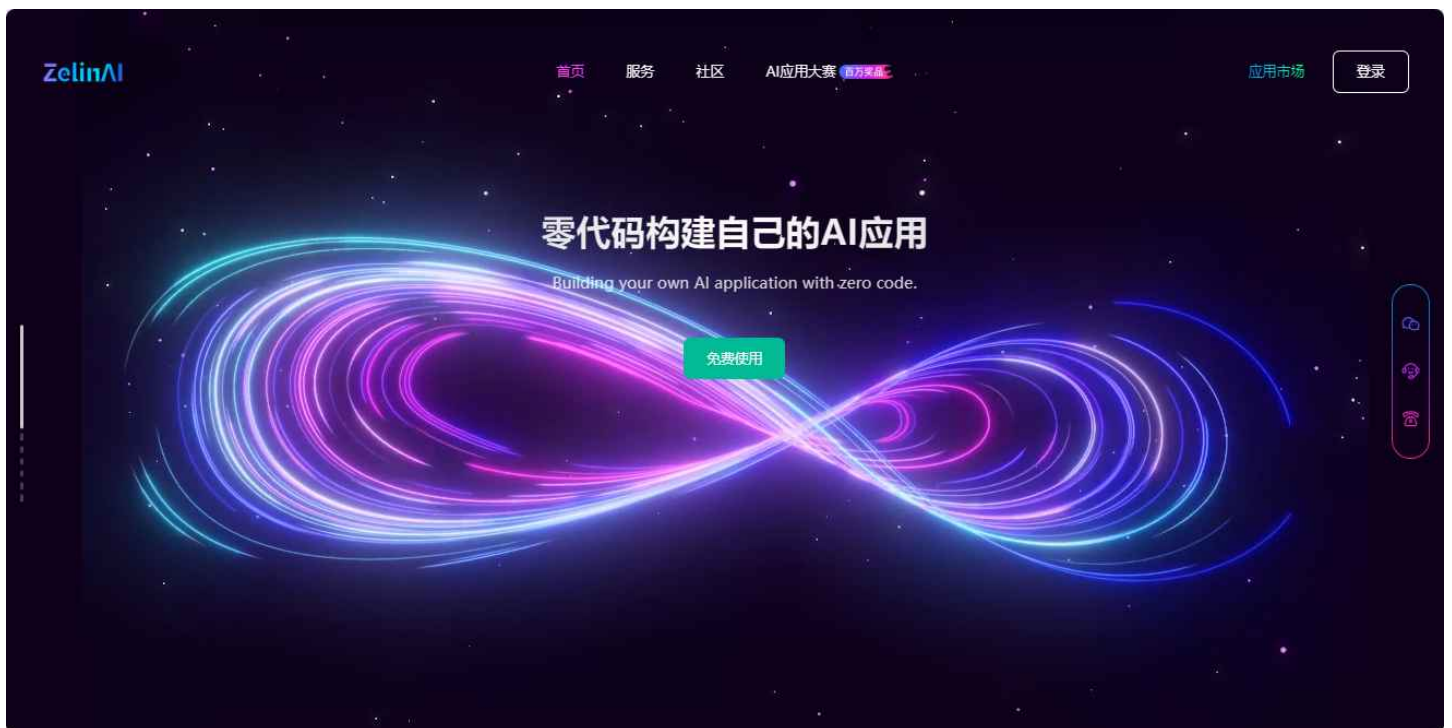 ZelinAI
首页 服务 社区 AI应用大赛 百万奖品
应用市场 登录
零代码构建自己的AI应用
Building your own AI application with zero code.
免费使用